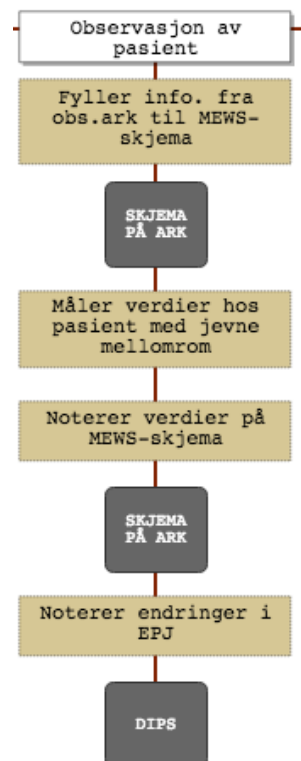 Observasjon av
pasient
Fyller info. fra
obs.ark til MEWS-
skjema
SKJEMA
PÅ ARK
Måler verdier hos
pasient med jevne
mellomrom
Noterer verdier på
MEWS-skjema
SKJEMA
PÅ ARK
Noterer endringer i
EPJ
DIPS